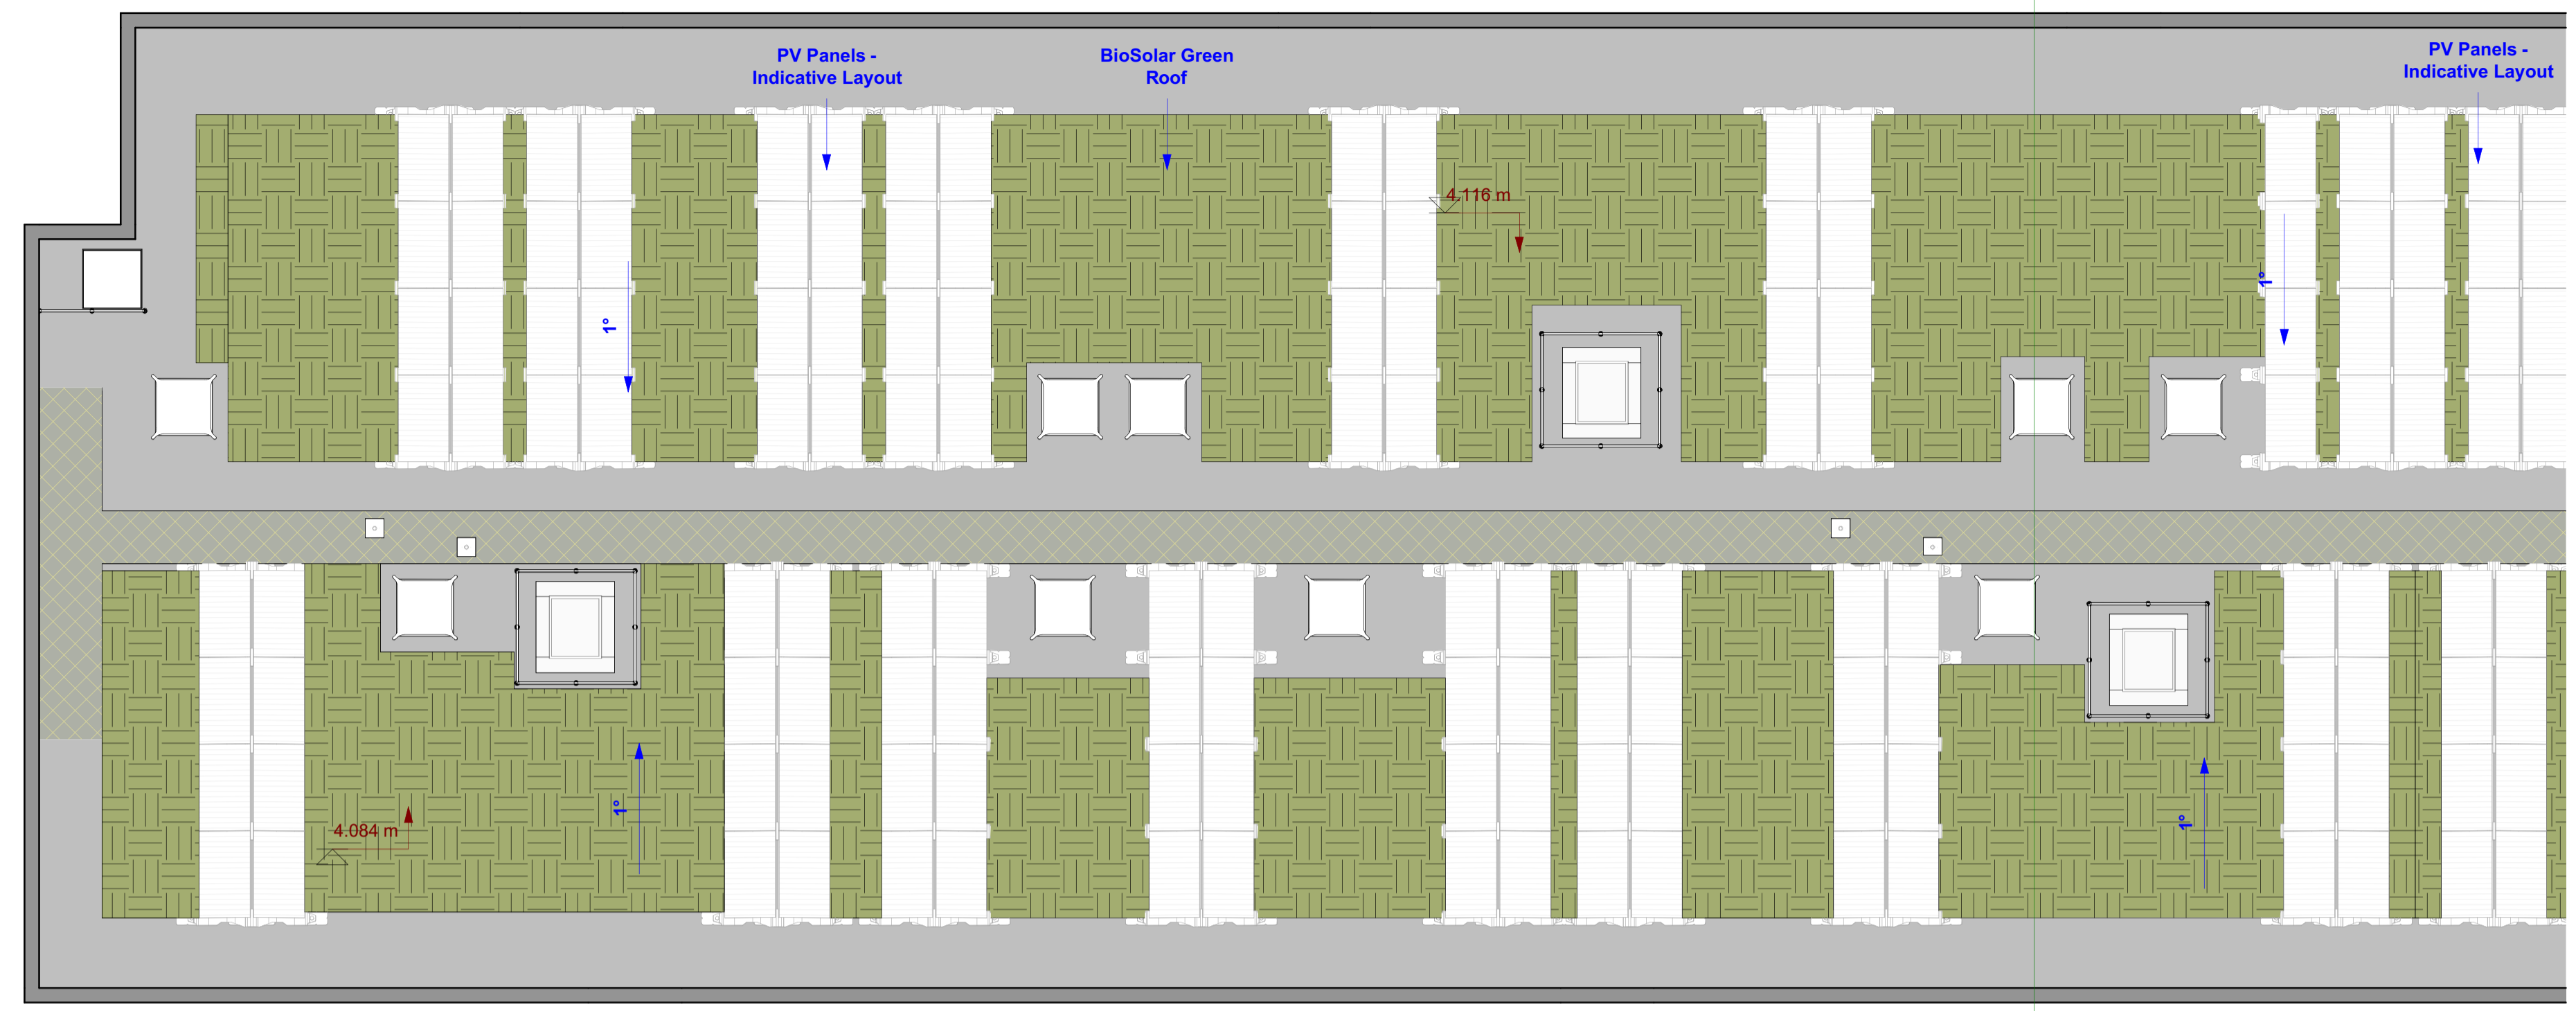 PV Panels -
Indicative Layout
BioSolar Green
Roof
PV Panels -
Indicative Layout
4.116 m
1°
1°
4.084 m
1°
1°